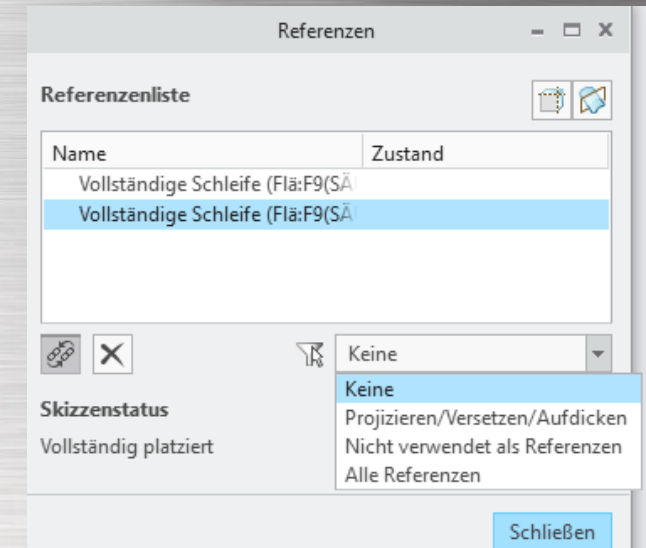 Referenzen
Referenzenliste
Name Zustand
Vollständige Schleife (Flä:F9(SÄ
Vollständige Schleife (Flä:F9(SÄ
Keine
Keine
Projizieren/Versetzen/Aufdicken
Nicht verwendet als Referenzen
Alle Referenzen
Skizzenstatus
Vollständig platziert
Schließen